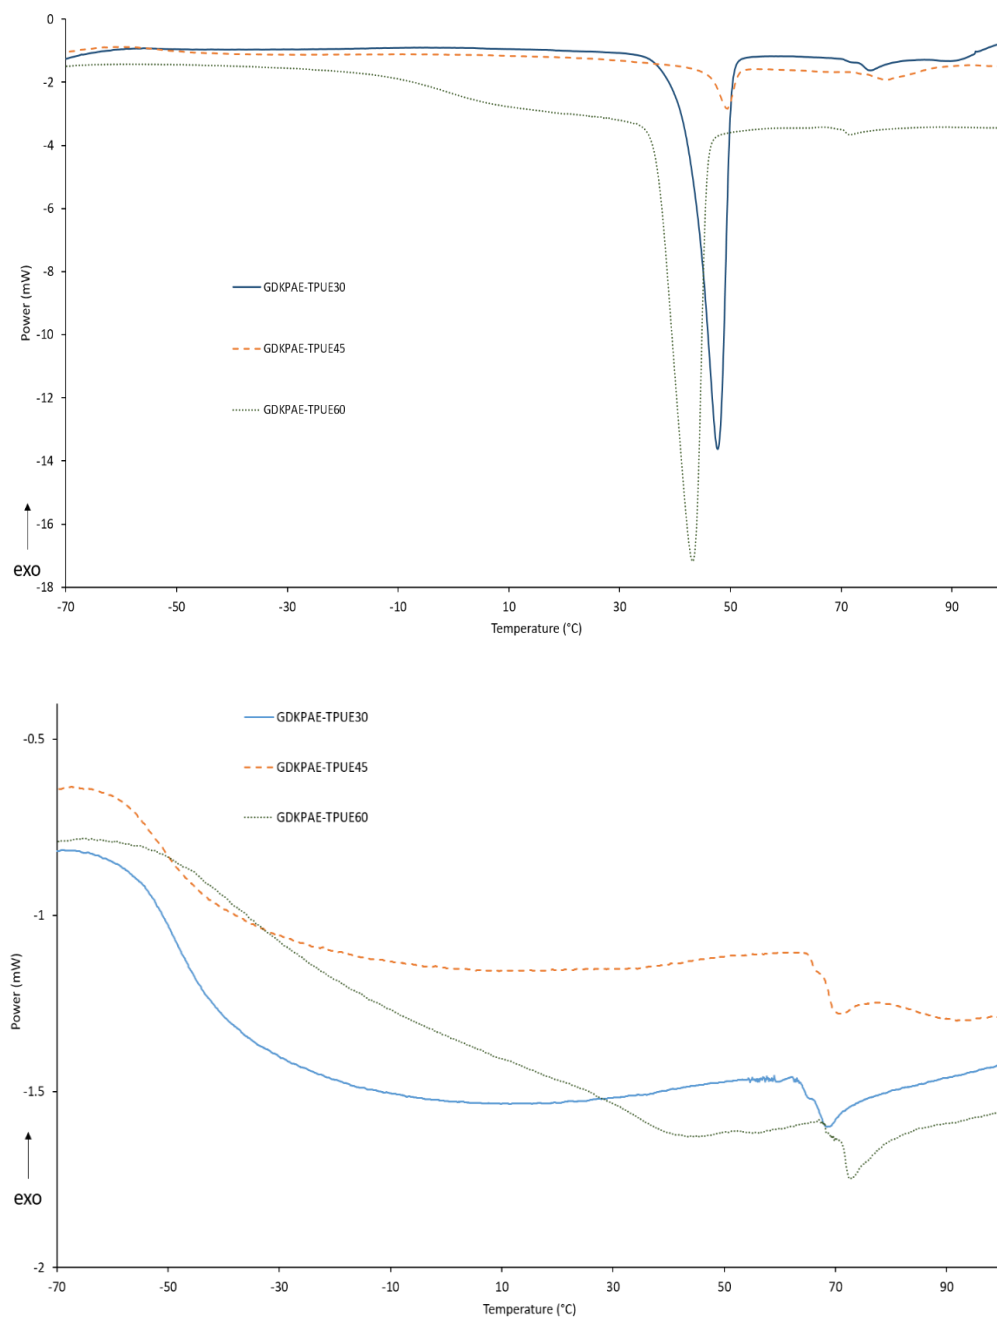 0
-2
-4
-6
-8
-10
-12
-14
-16
-18
Power (mW)
exo
GDKPAE-TPUE30
GDKPAE-TPUE45
GDKPAE-TPUE60
-70 -50 -30 -10 10 30 50 70 90
Temperature (°C)
-0.5
-1
-1.5
-2
Power (mW)
exo
GDKPAE-TPUE30
GDKPAE-TPUE45
GDKPAE-TPUE60
-70 -50 -30 -10 10 30 50 70 90
Temperature (°C)